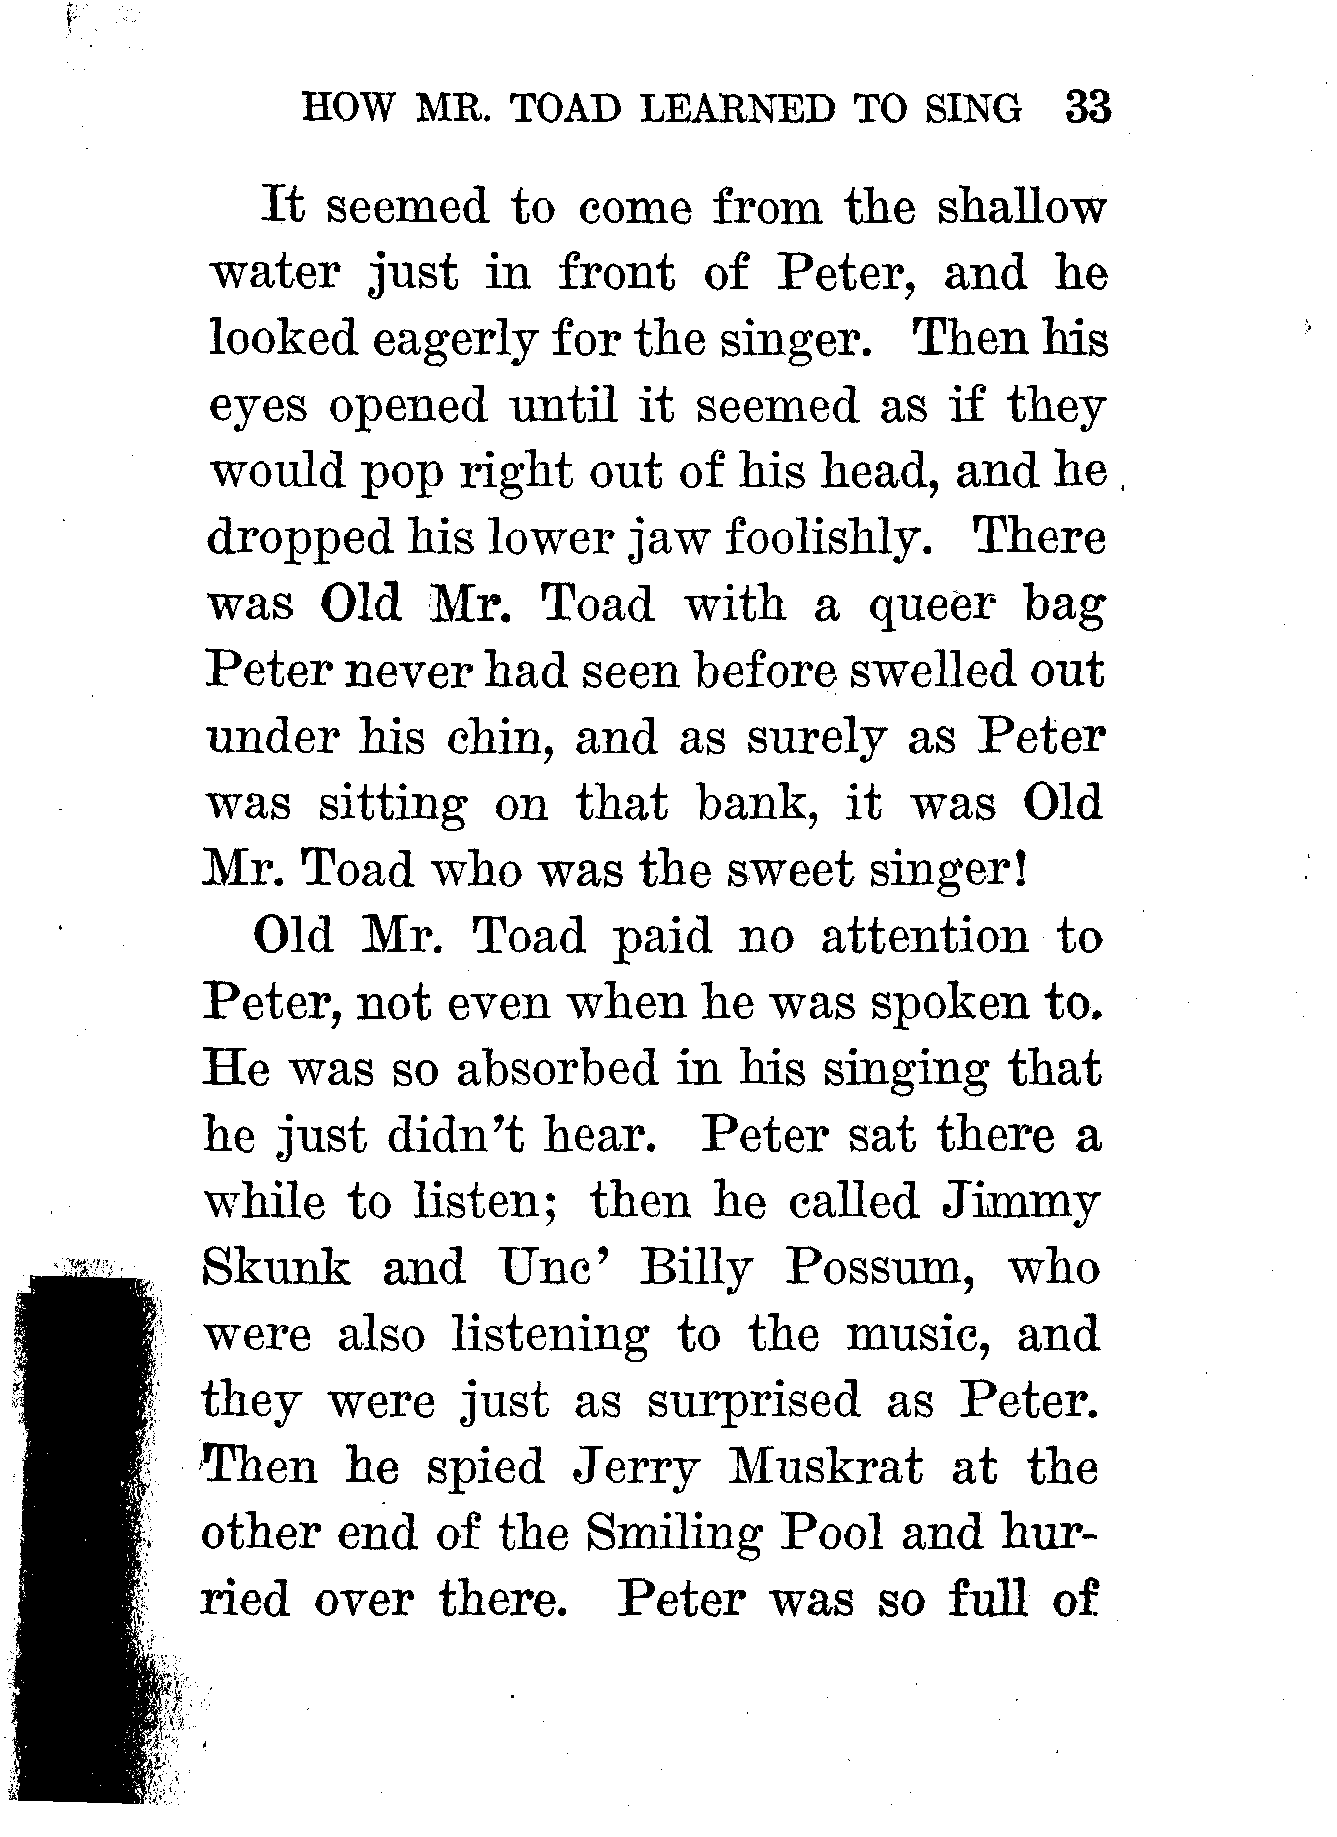 HOW MR. TOAD LEARNED TO SING 33
It seemed to come from the shallow
water just in front of Peter, and he
looked eagerly for the singer. Then his
eyes opened until it seemed as if they
would pop right out of his head, and he
dropped his lower jaw foolishly. There
was Old Mr. Toad with a queer bag
Peter never had seen before swelled out
under his chin, and as surely as Peter
was sitting on that bank, it was Old
Mr. Toad who was the sweet singer!
Old Mr. Toad paid no attention to
Peter, not even when he was spoken to.
He was so absorbed in his singing that
he just didn't hear. Peter sat there a
while to listen; then he called Jimmy
Skunk and Unc' Billy Possum, who
were also listening to the music, and
they were just as surprised as Peter.
Then he spied Jerry Muskrat at the
other end of the Smiling Pool and hur-
ried over there. Peter was so full of